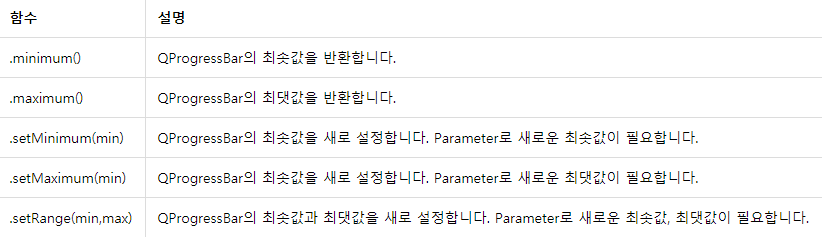 함수 설명
.minimum() QProgressBar의 최솟값을 반환합니다.
.maximum() QProgressBar의 최댓값을 반환합니다.
.setMinimum(min) QProgressBar의 최솟값을 새로 설정합니다. Parameter로 새로운 최솟값이 필요합니다.
.setMaximum(min) QProgressBar의 최솟값을 새로 설정합니다. Parameter로 새로운 최댓값이 필요합니다.
.setRange(min,max) QProgressBar의 최솟값과 최댓값을 새로 설정합니다. Parameter로 새로운 최솟값, 최댓값이 필요합니다.